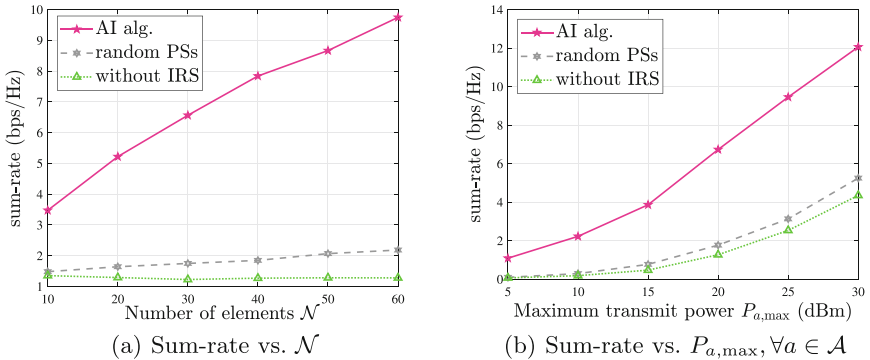 10
9
8
7
6
5
4
3
2
1
sum-rate (bps/Hz)
AI alg.
random PSs
without IRS
10 20 30 40 50 60
Number of elements 𝒩
(a) Sum-rate vs. 𝒩
14
12
10
8
6
4
2
0
sum-rate (bps/Hz)
AI alg.
random PSs
without IRS
5 10 15 20 25 30
Maximum transmit power P_{a,max} (dBm)
(b) Sum-rate vs. P_{a,max}, ∀a ∈ 𝒜